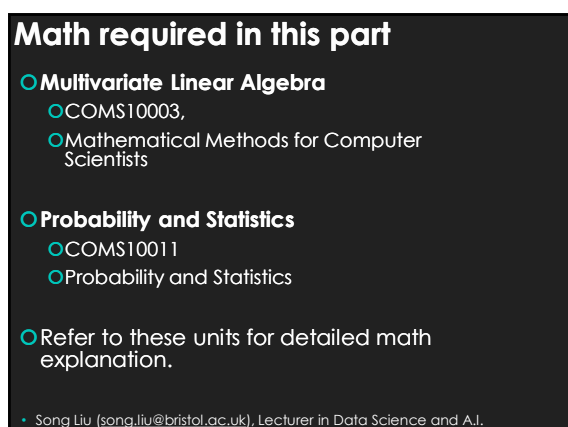 Math required in this part
Multivariate Linear Algebra
COMS10003,
Mathematical Methods for Computer
Scientists
Probability and Statistics
COMS10011
Probability and Statistics
Refer to these units for detailed math
explanation.
• Song Liu (song.liu@bristol.ac.uk), Lecturer in Data Science and A.I.